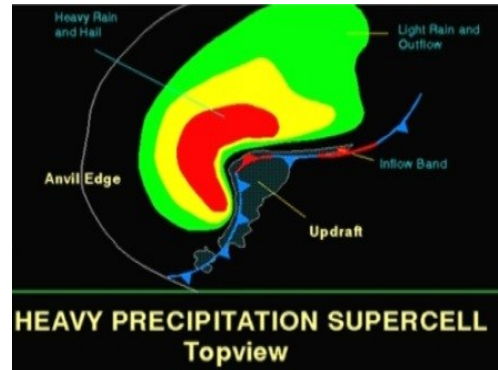 Heavy Rain
and Hail
Light Rain and
Outflow
Anvil Edge
Inflow Band
Updraft
HEAVY PRECIPITATION SUPERCELL
Topview